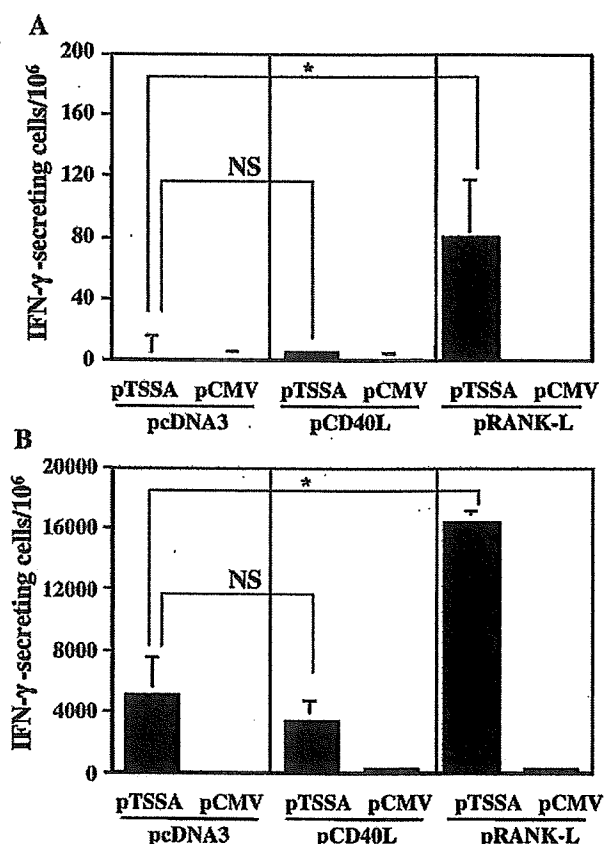 A
IFN-γ-secreting cells/10⁶
200
160
120
80
40
0
*
NS
pTSSA pCMV pTSSA pCMV pTSSA pCMV
pcDNA3 pCD40L pRANK-L
B
IFN-γ-secreting cells/10⁶
20000
16000
12000
8000
4000
0
*
NS
pTSSA pCMV pTSSA pCMV pTSSA pCMV
pcDNA3 pCD40L pRANK-L